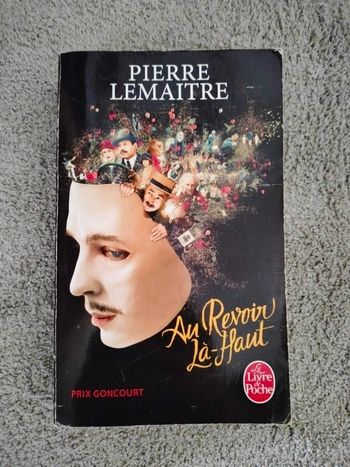 PIERRE
LEMAITRE
Au Revoir
Là-Haut
PRIX GONCOURT
Le
Livre
de
Poche